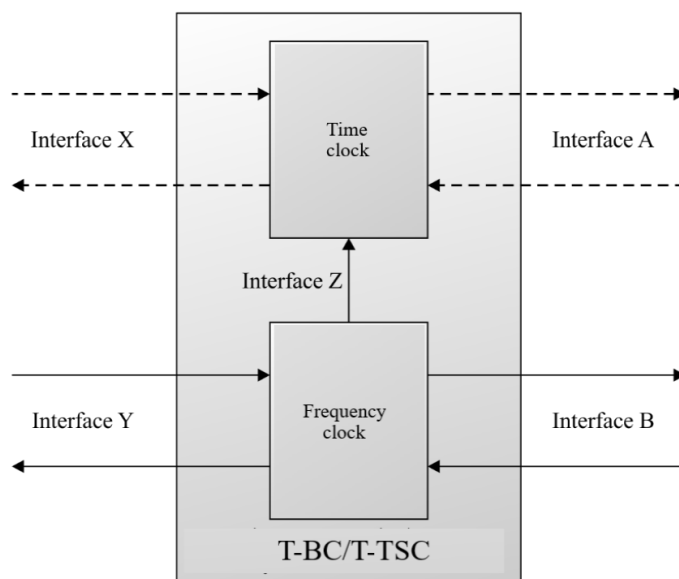 Time
clock
Interface X
Interface A
Interface Z
Frequency
clock
Interface Y
Interface B
T-BC/T-TSC